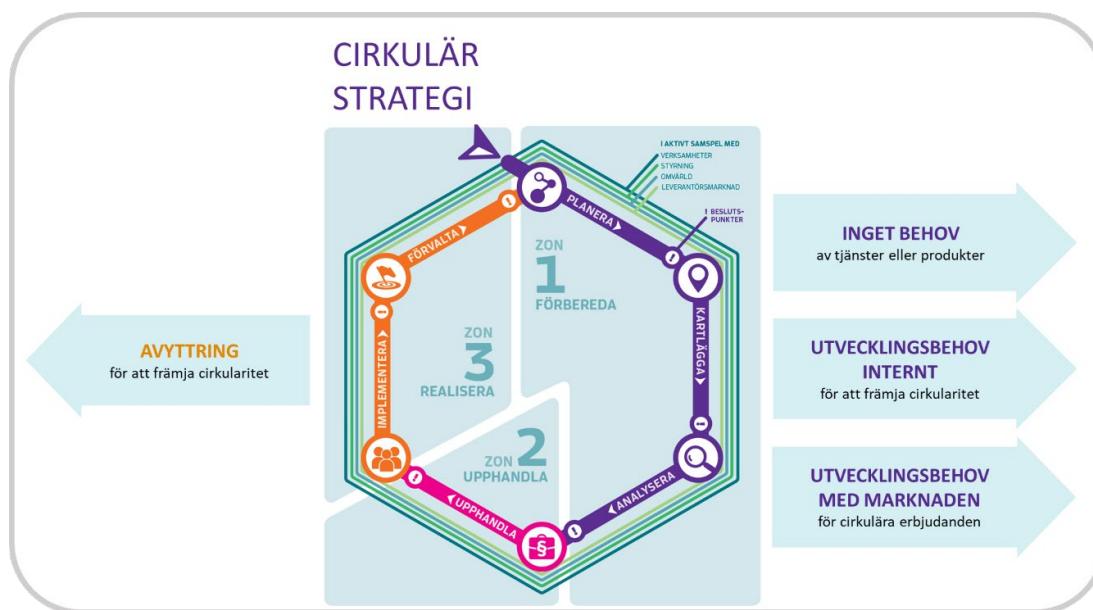 CIRKULÄR
STRATEGI
I AKTIVT SAMSPEL MED
VERKSAMHETER
STYRNING
OMVÄRLD
LEVERANTÖRSMARKNAD
! BESLUTS-
PUNKTER
PLANERA
FÖRVALTA
ZON
1
FÖRBEREDA
KARTLÄGGA
ZON
3
REALISERA
IMPLEMENTERA
ZON 2
UPPHANDLA
ANALYSERA
UPPHANDLA
§
AVYTTRING
för att främja cirkularitet
INGET BEHOV
av tjänster eller produkter
UTVECKLINGSBEHOV
INTERNT
för att främja cirkularitet
UTVECKLINGSBEHOV
MED MARKNADEN
för cirkulära erbjudanden